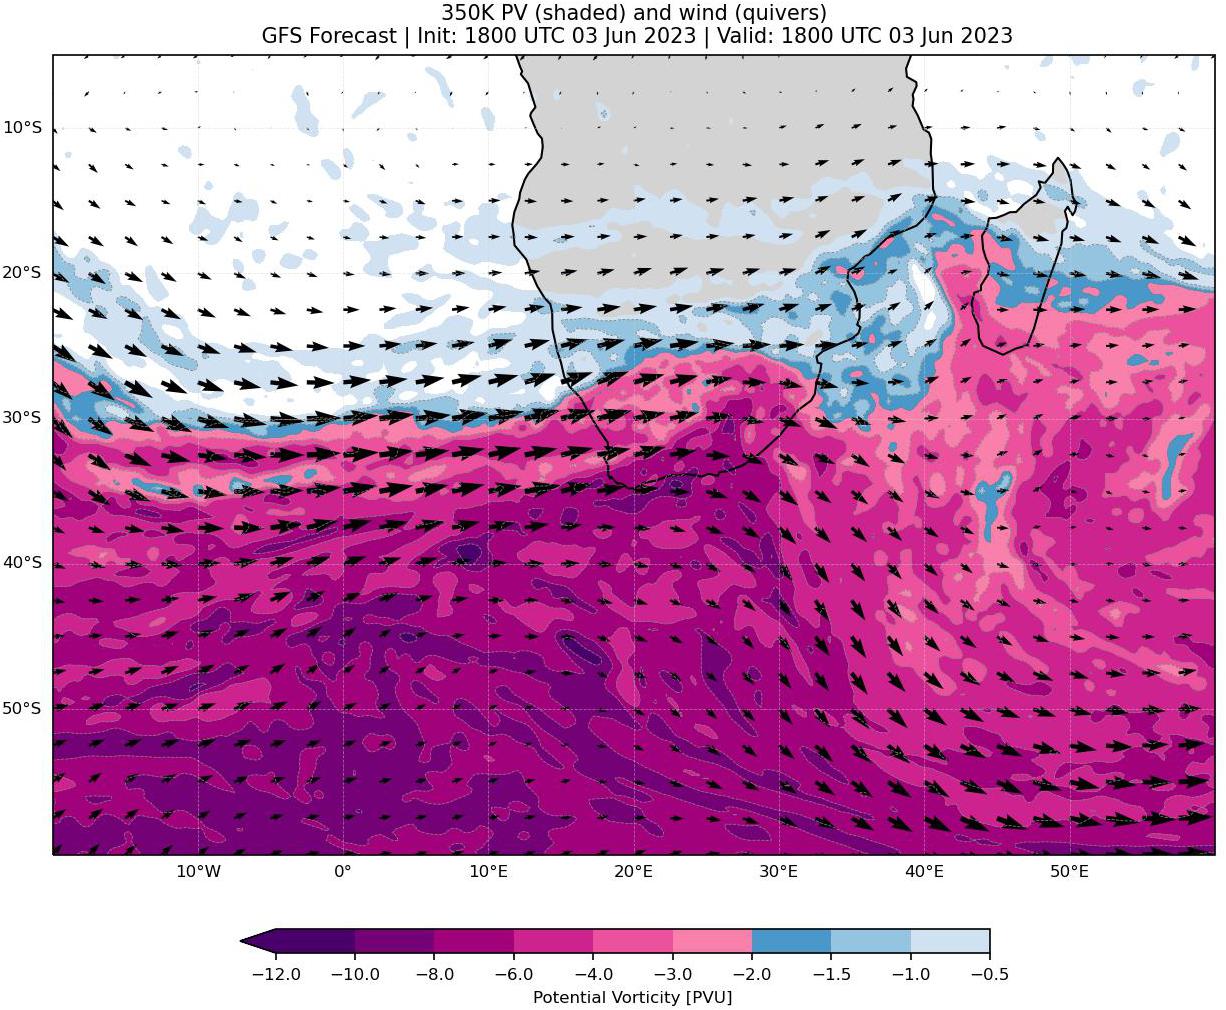 350K PV (shaded) and wind (quivers)
GFS Forecast | Init: 1800 UTC 03 Jun 2023 | Valid: 1800 UTC 03 Jun 2023
10°S
20°S
30°S
40°S
50°S
10°W 0° 10°E 20°E 30°E 40°E 50°E
−12.0 −10.0 −8.0 −6.0 −4.0 −3.0 −2.0 −1.5 −1.0 −0.5
Potential Vorticity [PVU]